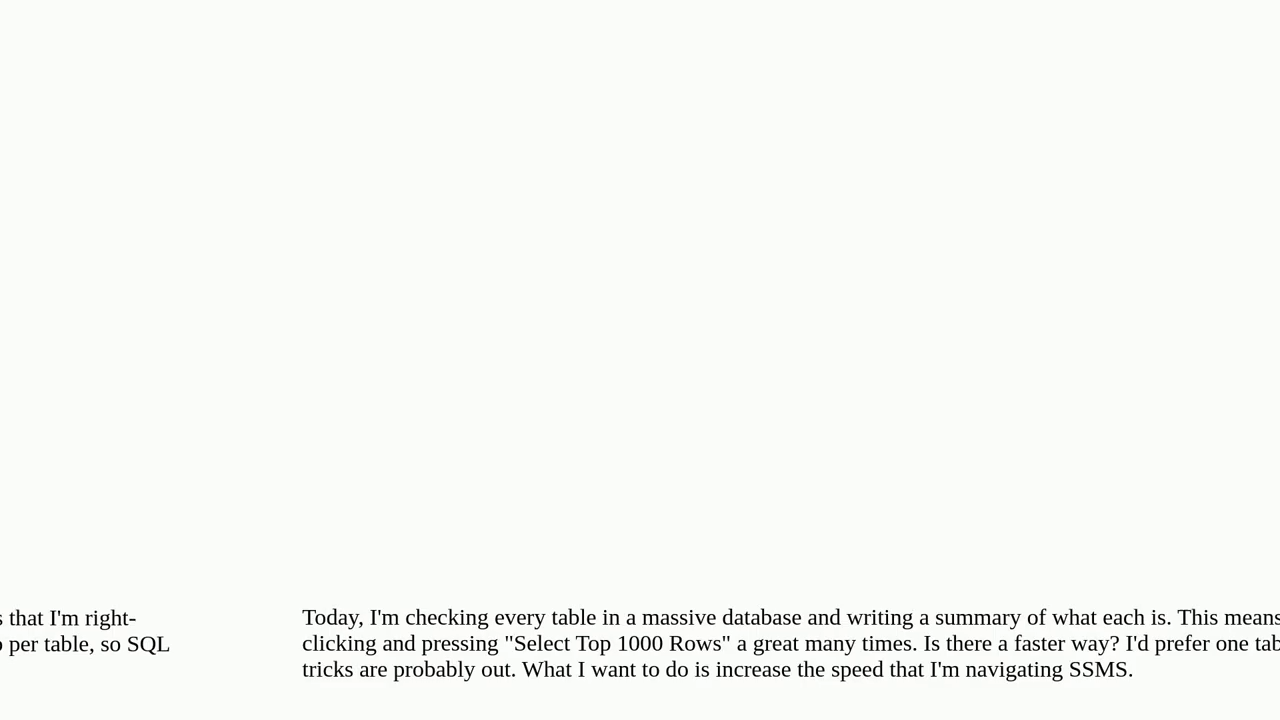 s that I'm right-
per table, so SQL
Today, I'm checking every table in a massive database and writing a summary of what each is. This means
clicking and pressing "Select Top 1000 Rows" a great many times. Is there a faster way? I'd prefer one tab
tricks are probably out. What I want to do is increase the speed that I'm navigating SSMS.